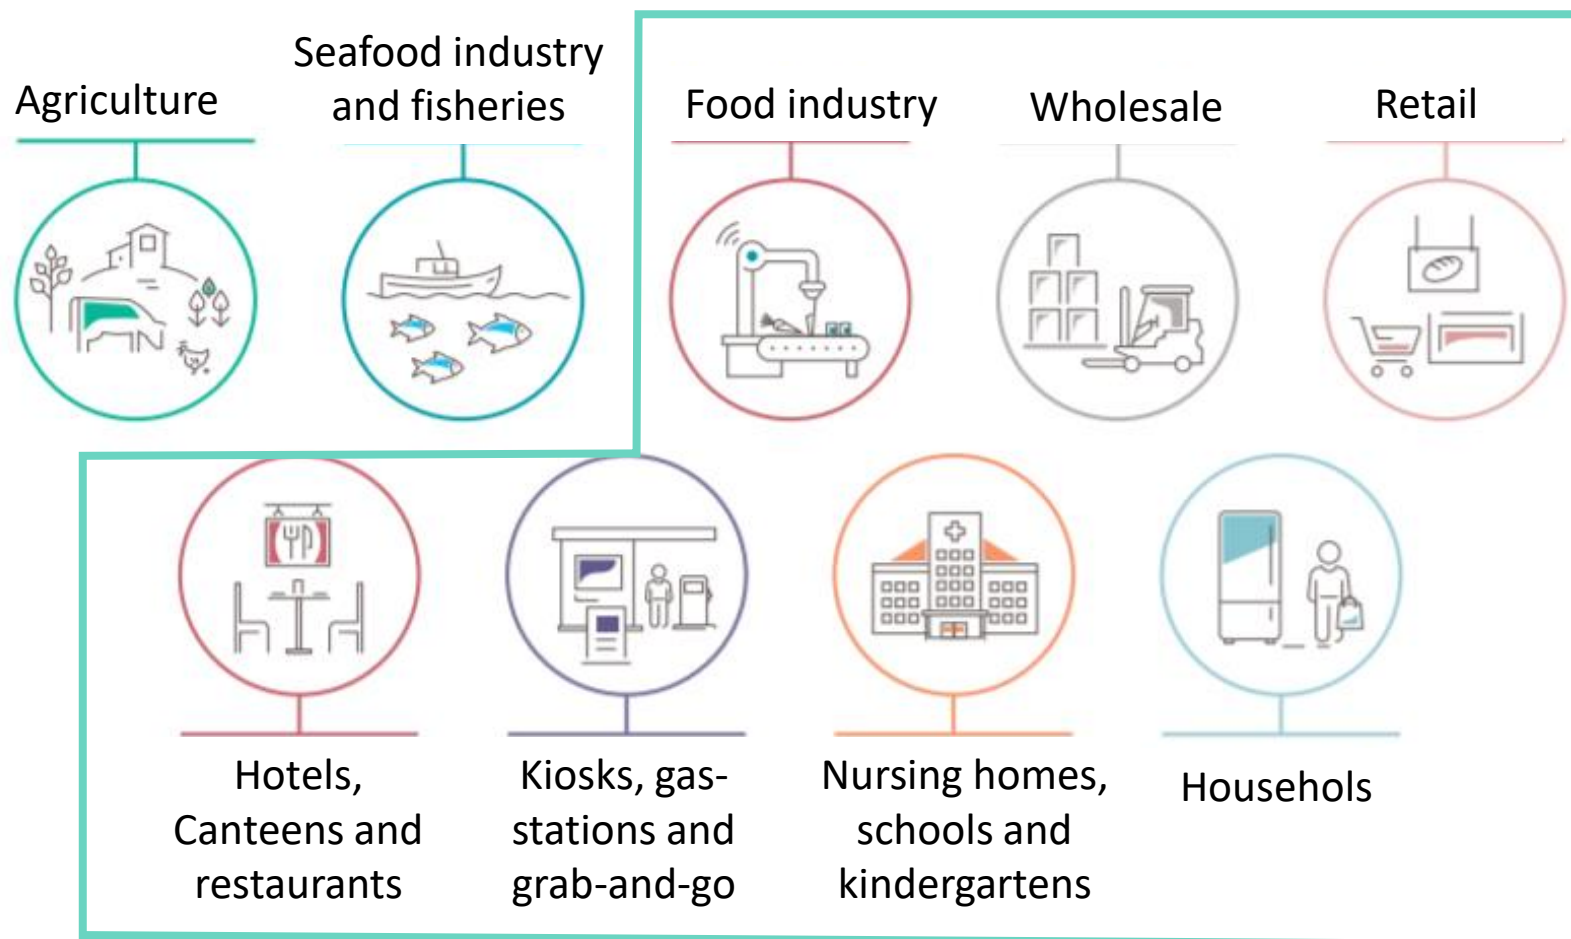 Agriculture
Seafood industry
and fisheries
Food industry
Wholesale
Retail
Hotels,
Canteens and
restaurants
Kiosks, gas-
stations and
grab-and-go
Nursing homes,
schools and
kindergartens
Househols